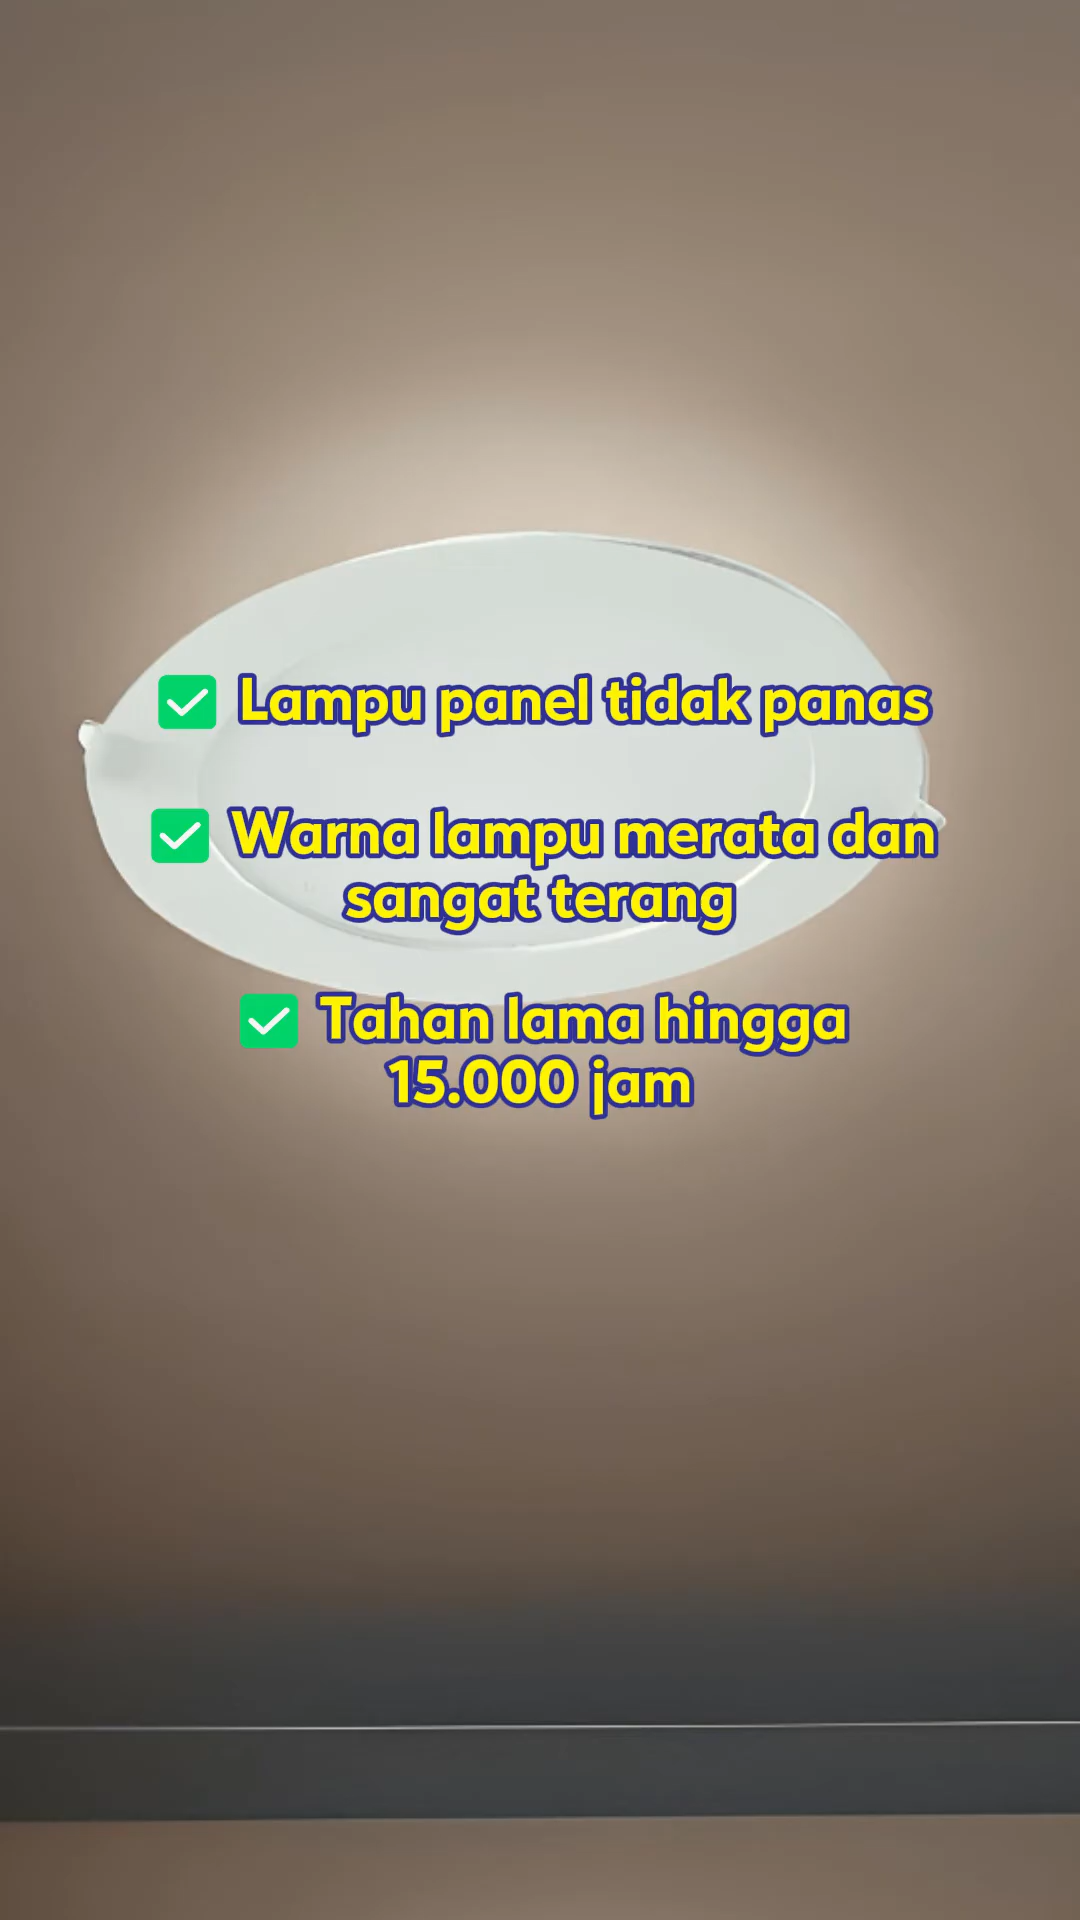 ✅ Lampu panel tidak panas
✅ Warna lampu merata dan
sangat terang
✅ Tahan lama hingga
15.000 jam